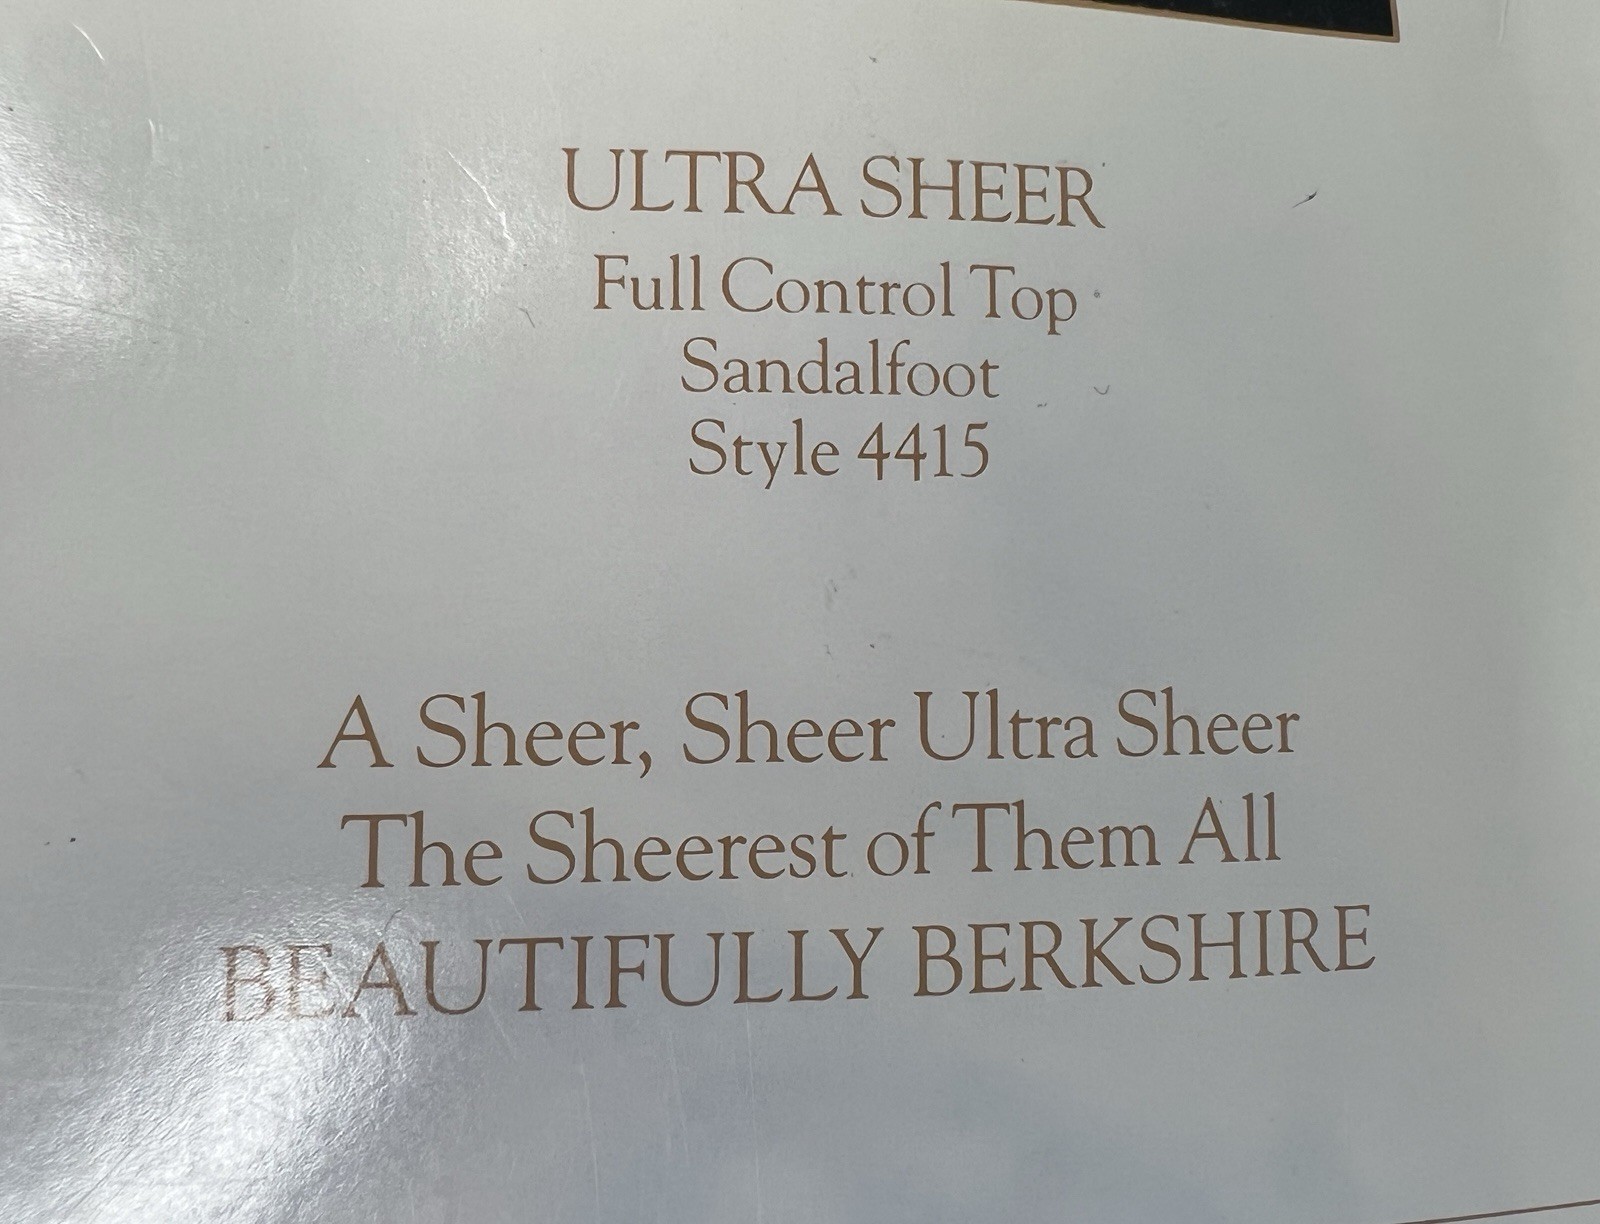 ULTRA SHEER
Full Control Top
Sandalfoot
Style 4415
A Sheer, Sheer Ultra Sheer
The Sheerest of Them All
BEAUTIFULLY BERKSHIRE